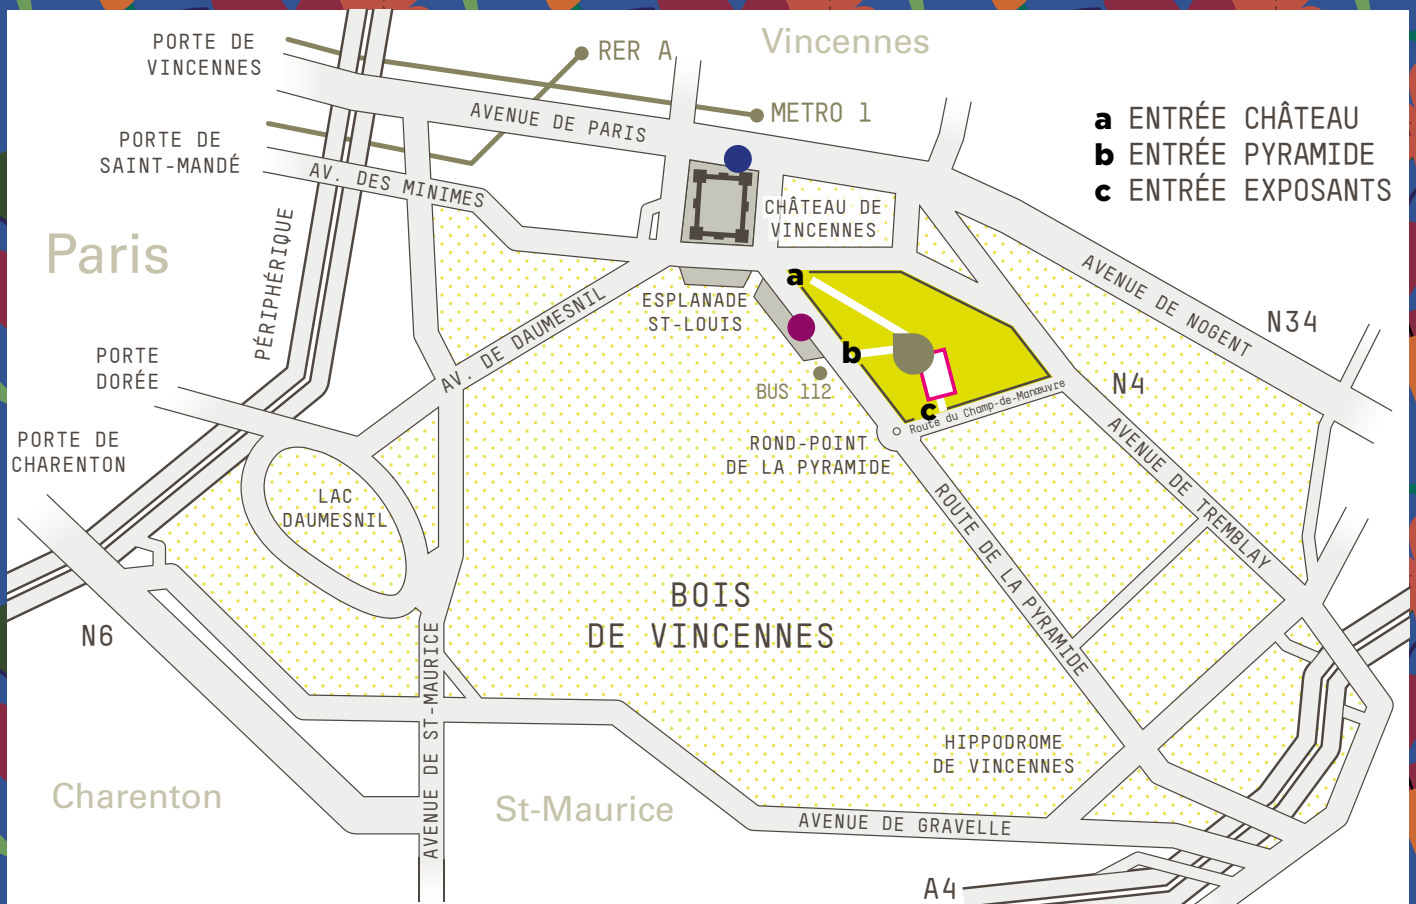 PORTE DE
VINCENNES
RER A
Vincennes
METRO 1
AVENUE DE PARIS
a ENTRÉE CHÂTEAU
b ENTRÉE PYRAMIDE
c ENTRÉE EXPOSANTS
PORTE DE
SAINT-MANDÉ
AV. DES MINIMES
Paris
PÉRIPHÉRIQUE
CHÂTEAU DE
VINCENNES
a
ESPLANADE
ST-LOUIS
AV. DE DAUMESNIL
AVENUE DE NOGENT
N34
b
PORTE
DORÉE
BUS 112
c
Route du Champ-de-Manœuvre
N4
PORTE DE
CHARENTON
ROND-POINT
DE LA PYRAMIDE
AVENUE DE TREMBLAY
LAC
DAUMESNIL
ROUTE DE LA PYRAMIDE
BOIS
DE VINCENNES
N6
AVENUE DE ST-MAURICE
HIPPODROME
DE VINCENNES
Charenton
St-Maurice
AVENUE DE GRAVELLE
A4